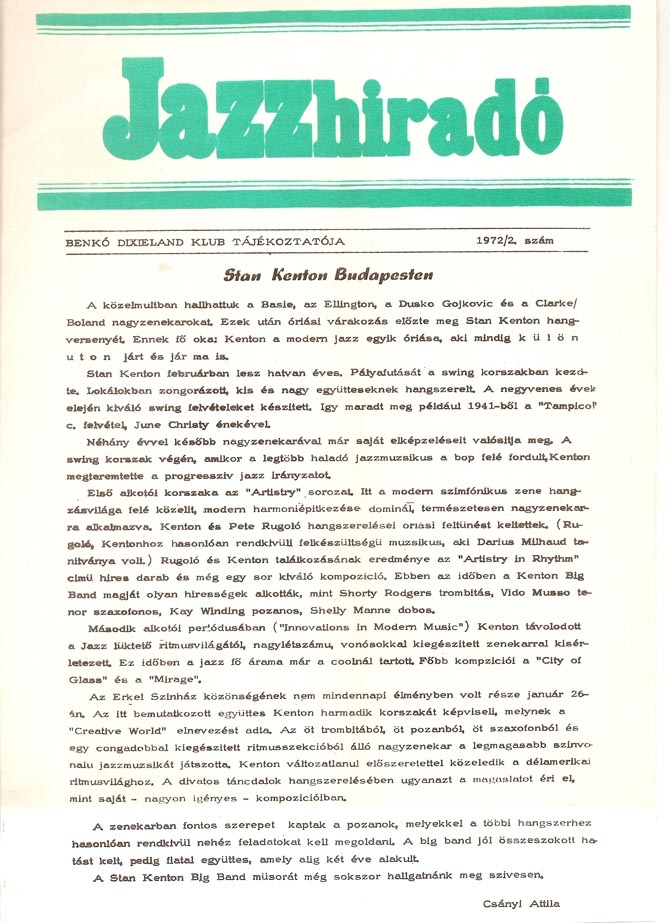 Jazzhiradó
BENKÓ DIXIELAND KLUB TÁJÉKOZTATÓJA 1972/2. szám
Stan Kenton Budapesten
A közelmultban hallhattuk a Basie, az Ellington, a Dusko Gojkovic és a Clarke/
Boland nagyzenekarokat. Ezek után óriási várakozás előzte meg Stan Kenton hang-
versenyét. Ennek fő oka: Kenton a modern jazz egyik óriása, aki mindig k ü l ö n
u t o n járt és jár ma is.
Stan Kenton februárban lesz hatvan éves. Pályafutását a swing korszakban kezd-
te. Lokálokban zongorázott, kis és nagy együtteseknek hangszerelt. A negyvenes évek
elején kiváló swing felvételeket készitett. Igy maradt meg például 1941-ből a "Tampico"
c. felvétel, June Christy énekével.
Néhány évvel később nagyzenekarával már saját elképzeléseit valósitja meg. A
swing korszak végén, amikor a legtöbb haladó jazzmuzsikus a bop felé fordult, Kenton
megteremtette a progressziv jazz irányzatot.
Első alkotói korszaka az "Artistry" sorozat. Itt a modern szimfónikus zene hang-
zásvilága felé közelit, modern harmoniépitkezése dominál, természetesen nagyzenekar-
ra alkalmazva. Kenton és Pete Rugoló hangszerelései oriási feltünést keltettek. (Ru-
goló, Kentonhoz hasonlóan rendkivüli felkészültségü muzsikus, aki Darius Milhaud ta-
nitványa volt.) Rugoló és Kenton találkozásának eredménye az "Artistry in Rhythm"
cimü hires darab és még egy sor kiváló kompozició. Ebben az időben a Kenton Big
Band magját olyan hirességek alkották, mint Shorty Rodgers trombitás, Vido Musso te-
nor szaxofonos, Kay Winding pozanos, Shelly Manne dobos.
Második alkotói periódusában ("Innovations in Modern Music") Kenton távolodott
a Jazz lüktető ritmusvilágától, nagylétszámu, vonósokkal kiegészitett zenekarral kisér-
letezett. Ez időben a jazz fő árama már a coolnál tartott. Főbb kompziciói a "City of
Glass" és a "Mirage".
Az Erkel Szinház közönségének nem mindennapi élményben volt része január 26-
án. Az itt bemutatkozott együttes Kenton harmadik korszakát képviseli, melynek a
"Creative World" elnevezést adta. Az öt trombitából, öt pozanból, öt szaxofonból és
egy congadobbal kiegészitett ritmusszekcióból álló nagyzenekar a legmagasabb szinvo-
nalu jazzmuzsikát játszotta. Kenton változatlanul előszeretettel közeledik a délamerikai
ritmusvilághoz. A divatos táncdalok hangszerelésében ugyanazt a magaslatot éri el,
mint saját - nagyon igényes - kompozicióiban.
A zenekarban fontos szerepet kaptak a pozanok, melyekkel a többi hangszerhez
hasonlóan rendkivül nehéz feladatokat kell megoldani. A big band jól összeszokott ha-
tást kelt, pedig fiatal együttes, amely alig két éve alakult.
A Stan Kenton Big Band müsorát még sokszor hallgatnánk meg szivesen.
Csányi Attila